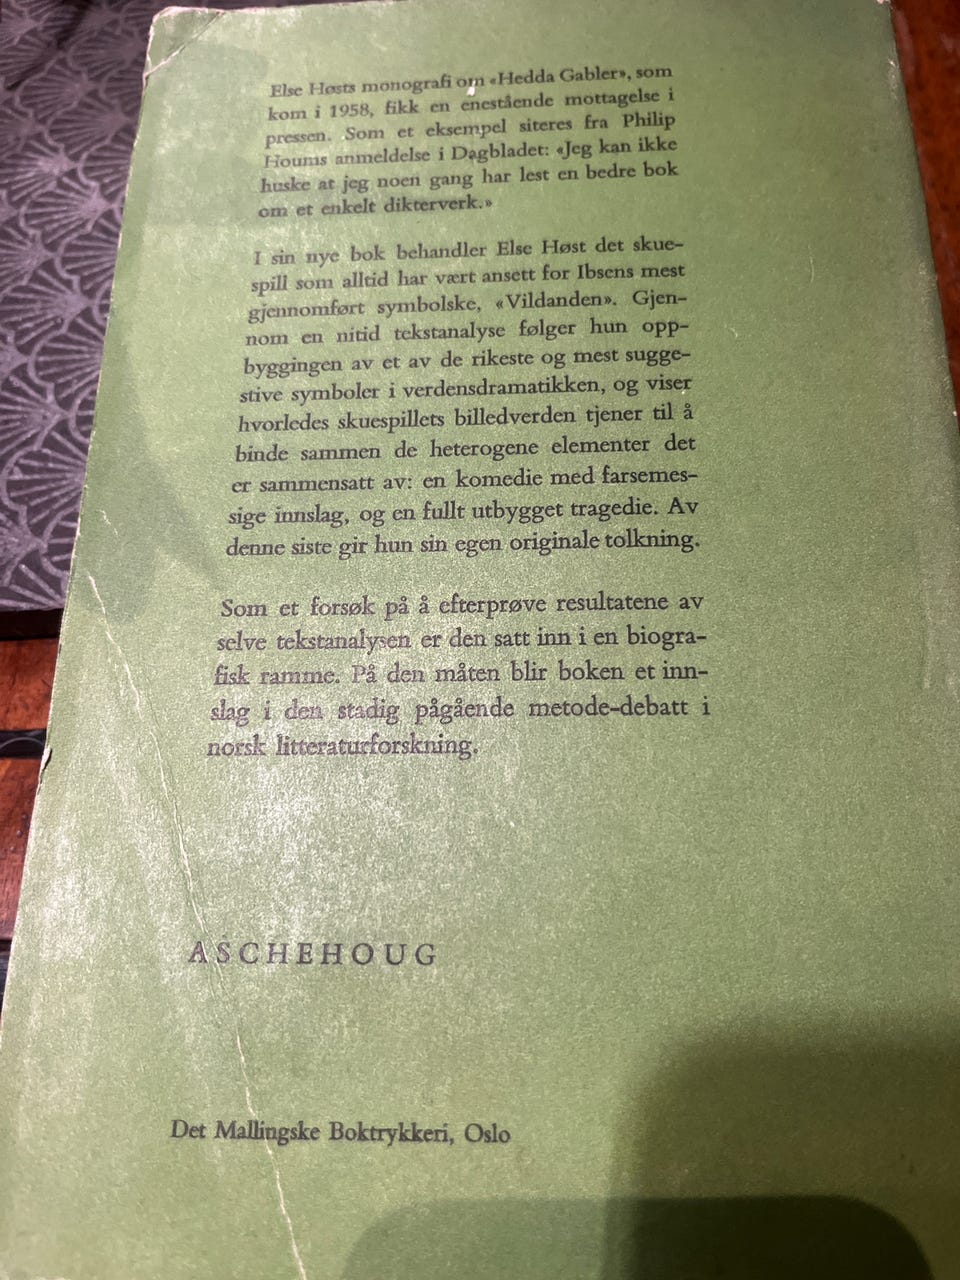 Else Høsts monografi om «Hedda Gabler», som
kom i 1958, fikk en enestående mottagelse i
pressen. Som et eksempel siteres fra Philip
Houms anmeldelse i Dagbladet: «Jeg kan ikke
huske at jeg noen gang har lest en bedre bok
om et enkelt dikterverk.»
I sin nye bok behandler Else Høst det skue-
spill som alltid har vært ansett for Ibsens mest
gjennomført symbolske, «Vildanden». Gjen-
nom en nitid tekstanalyse følger hun opp-
byggingen av et av de rikeste og mest sugge-
stive symboler i verdensdramatikken, og viser
hvorledes skuespillets billedverden tjener til å
binde sammen de heterogene elementer det
er sammensatt av: en komedie med farsemes-
sige innslag, og en fullt utbygget tragedie. Av
denne siste gir hun sin egen originale tolkning.
Som et forsøk på å efterprøve resultatene av
selve tekstanalysen er den satt inn i en biogra-
fisk ramme. På den måten blir boken et inn-
slag i den stadig pågående metode-debatt i
norsk litteraturforskning.
ASCHEHOUG
Det Mallingske Boktrykkeri, Oslo